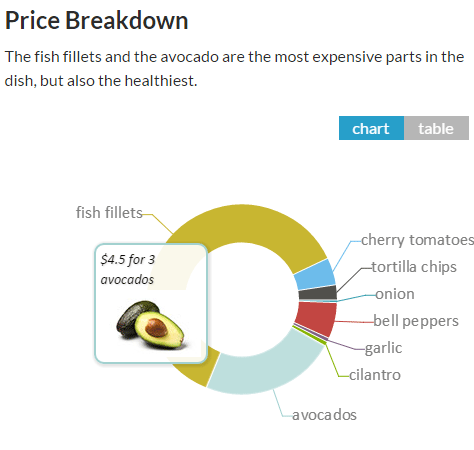 Price Breakdown
The fish fillets and the avocado are the most expensive parts in the
dish, but also the healthiest.
chart table
fish fillets
$4.5 for 3
avocados
cherry tomatoes
tortilla chips
onion
bell peppers
garlic
cilantro
avocados